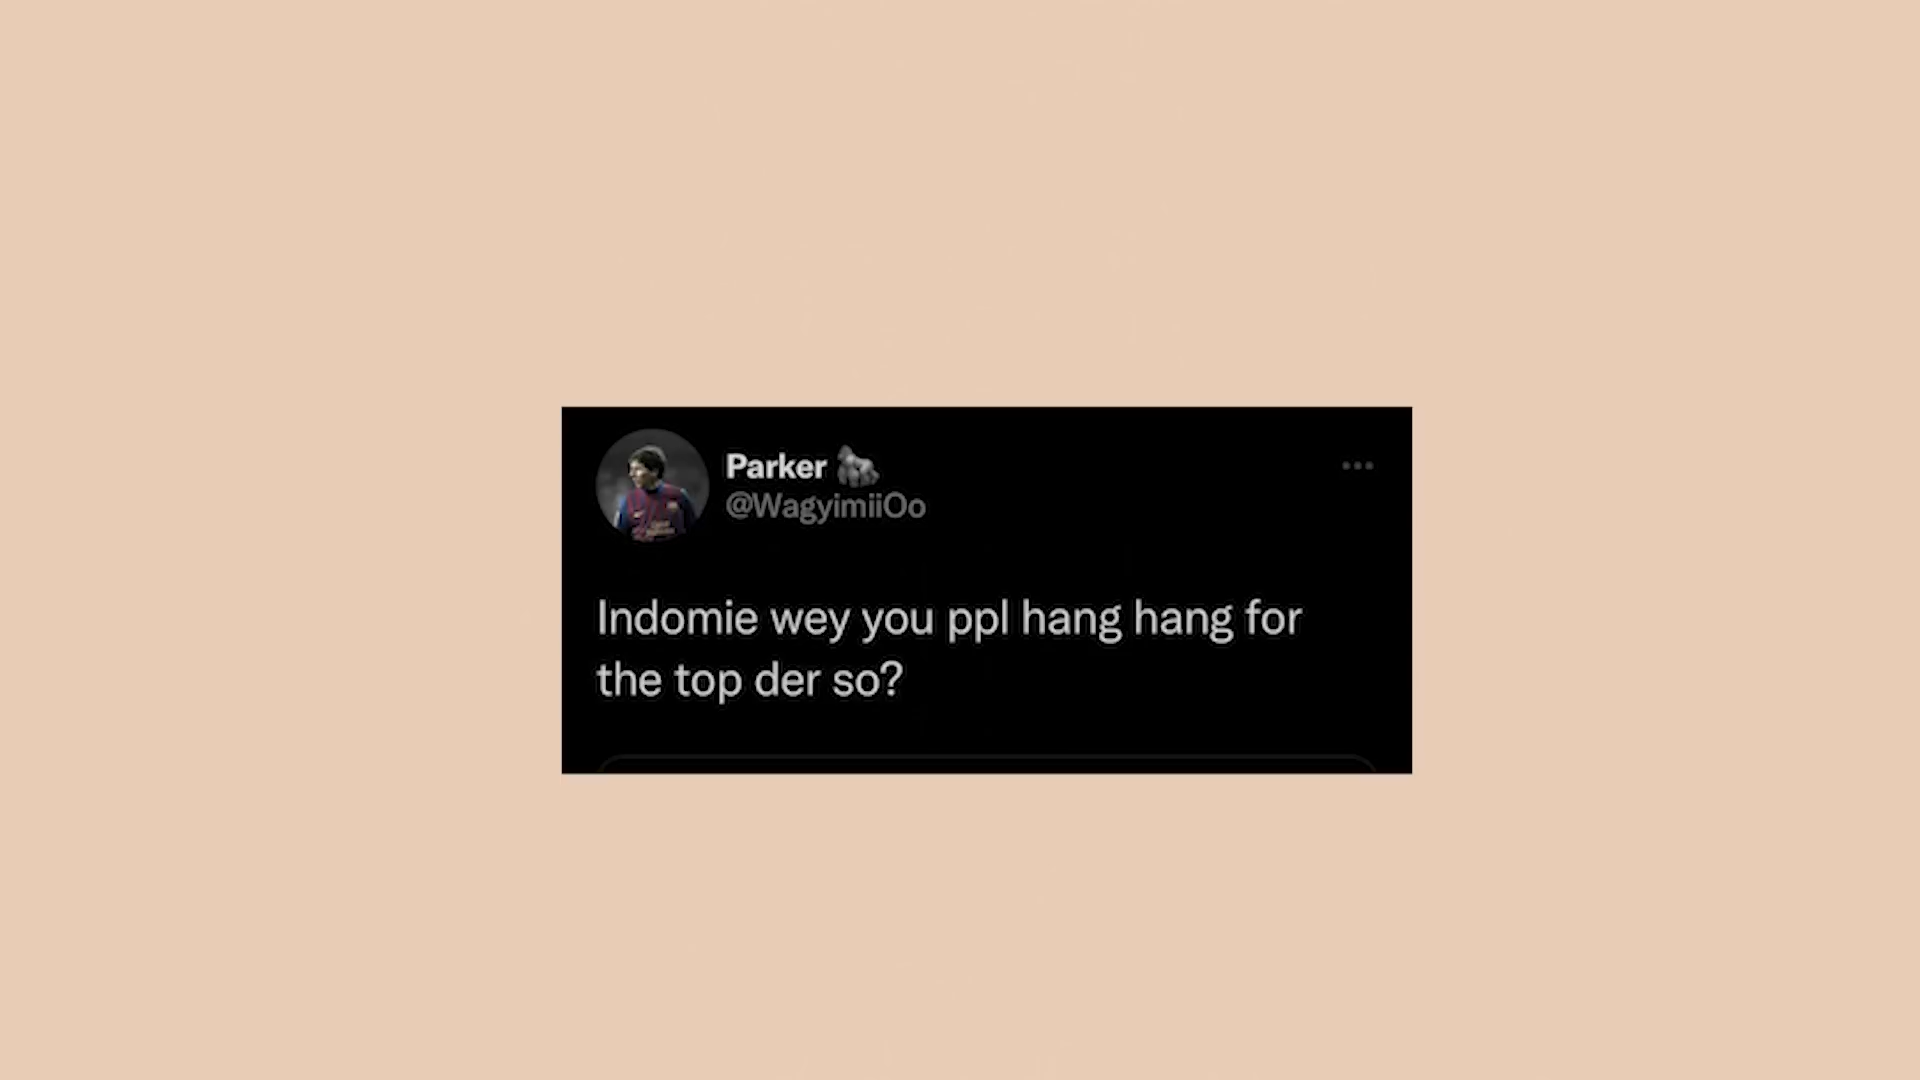 Parker 🦍
@WagyimiiOo
Indomie wey you ppl hang hang for
the top der so?